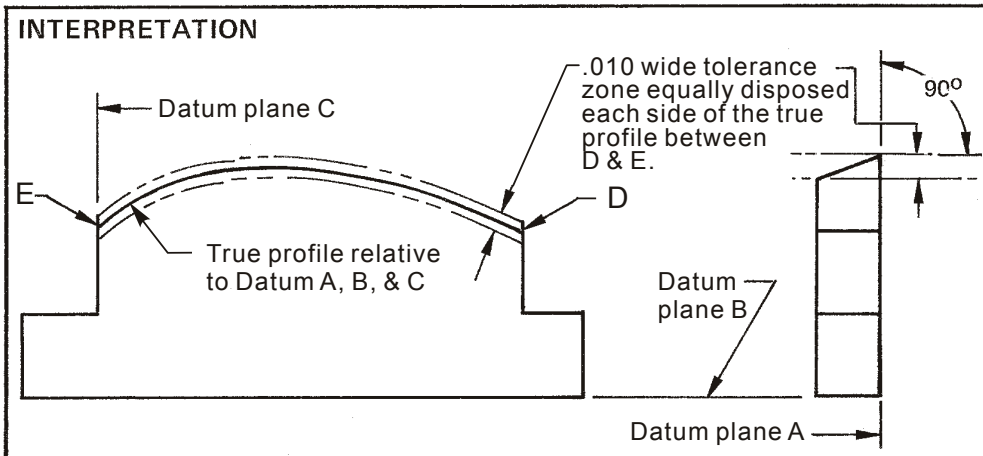 INTERPRETATION
Datum plane C
.010 wide tolerance
zone equally disposed
each side of the true
profile between
D & E.
90º
E
D
True profile relative
to Datum A, B, & C
Datum
plane B
Datum plane A